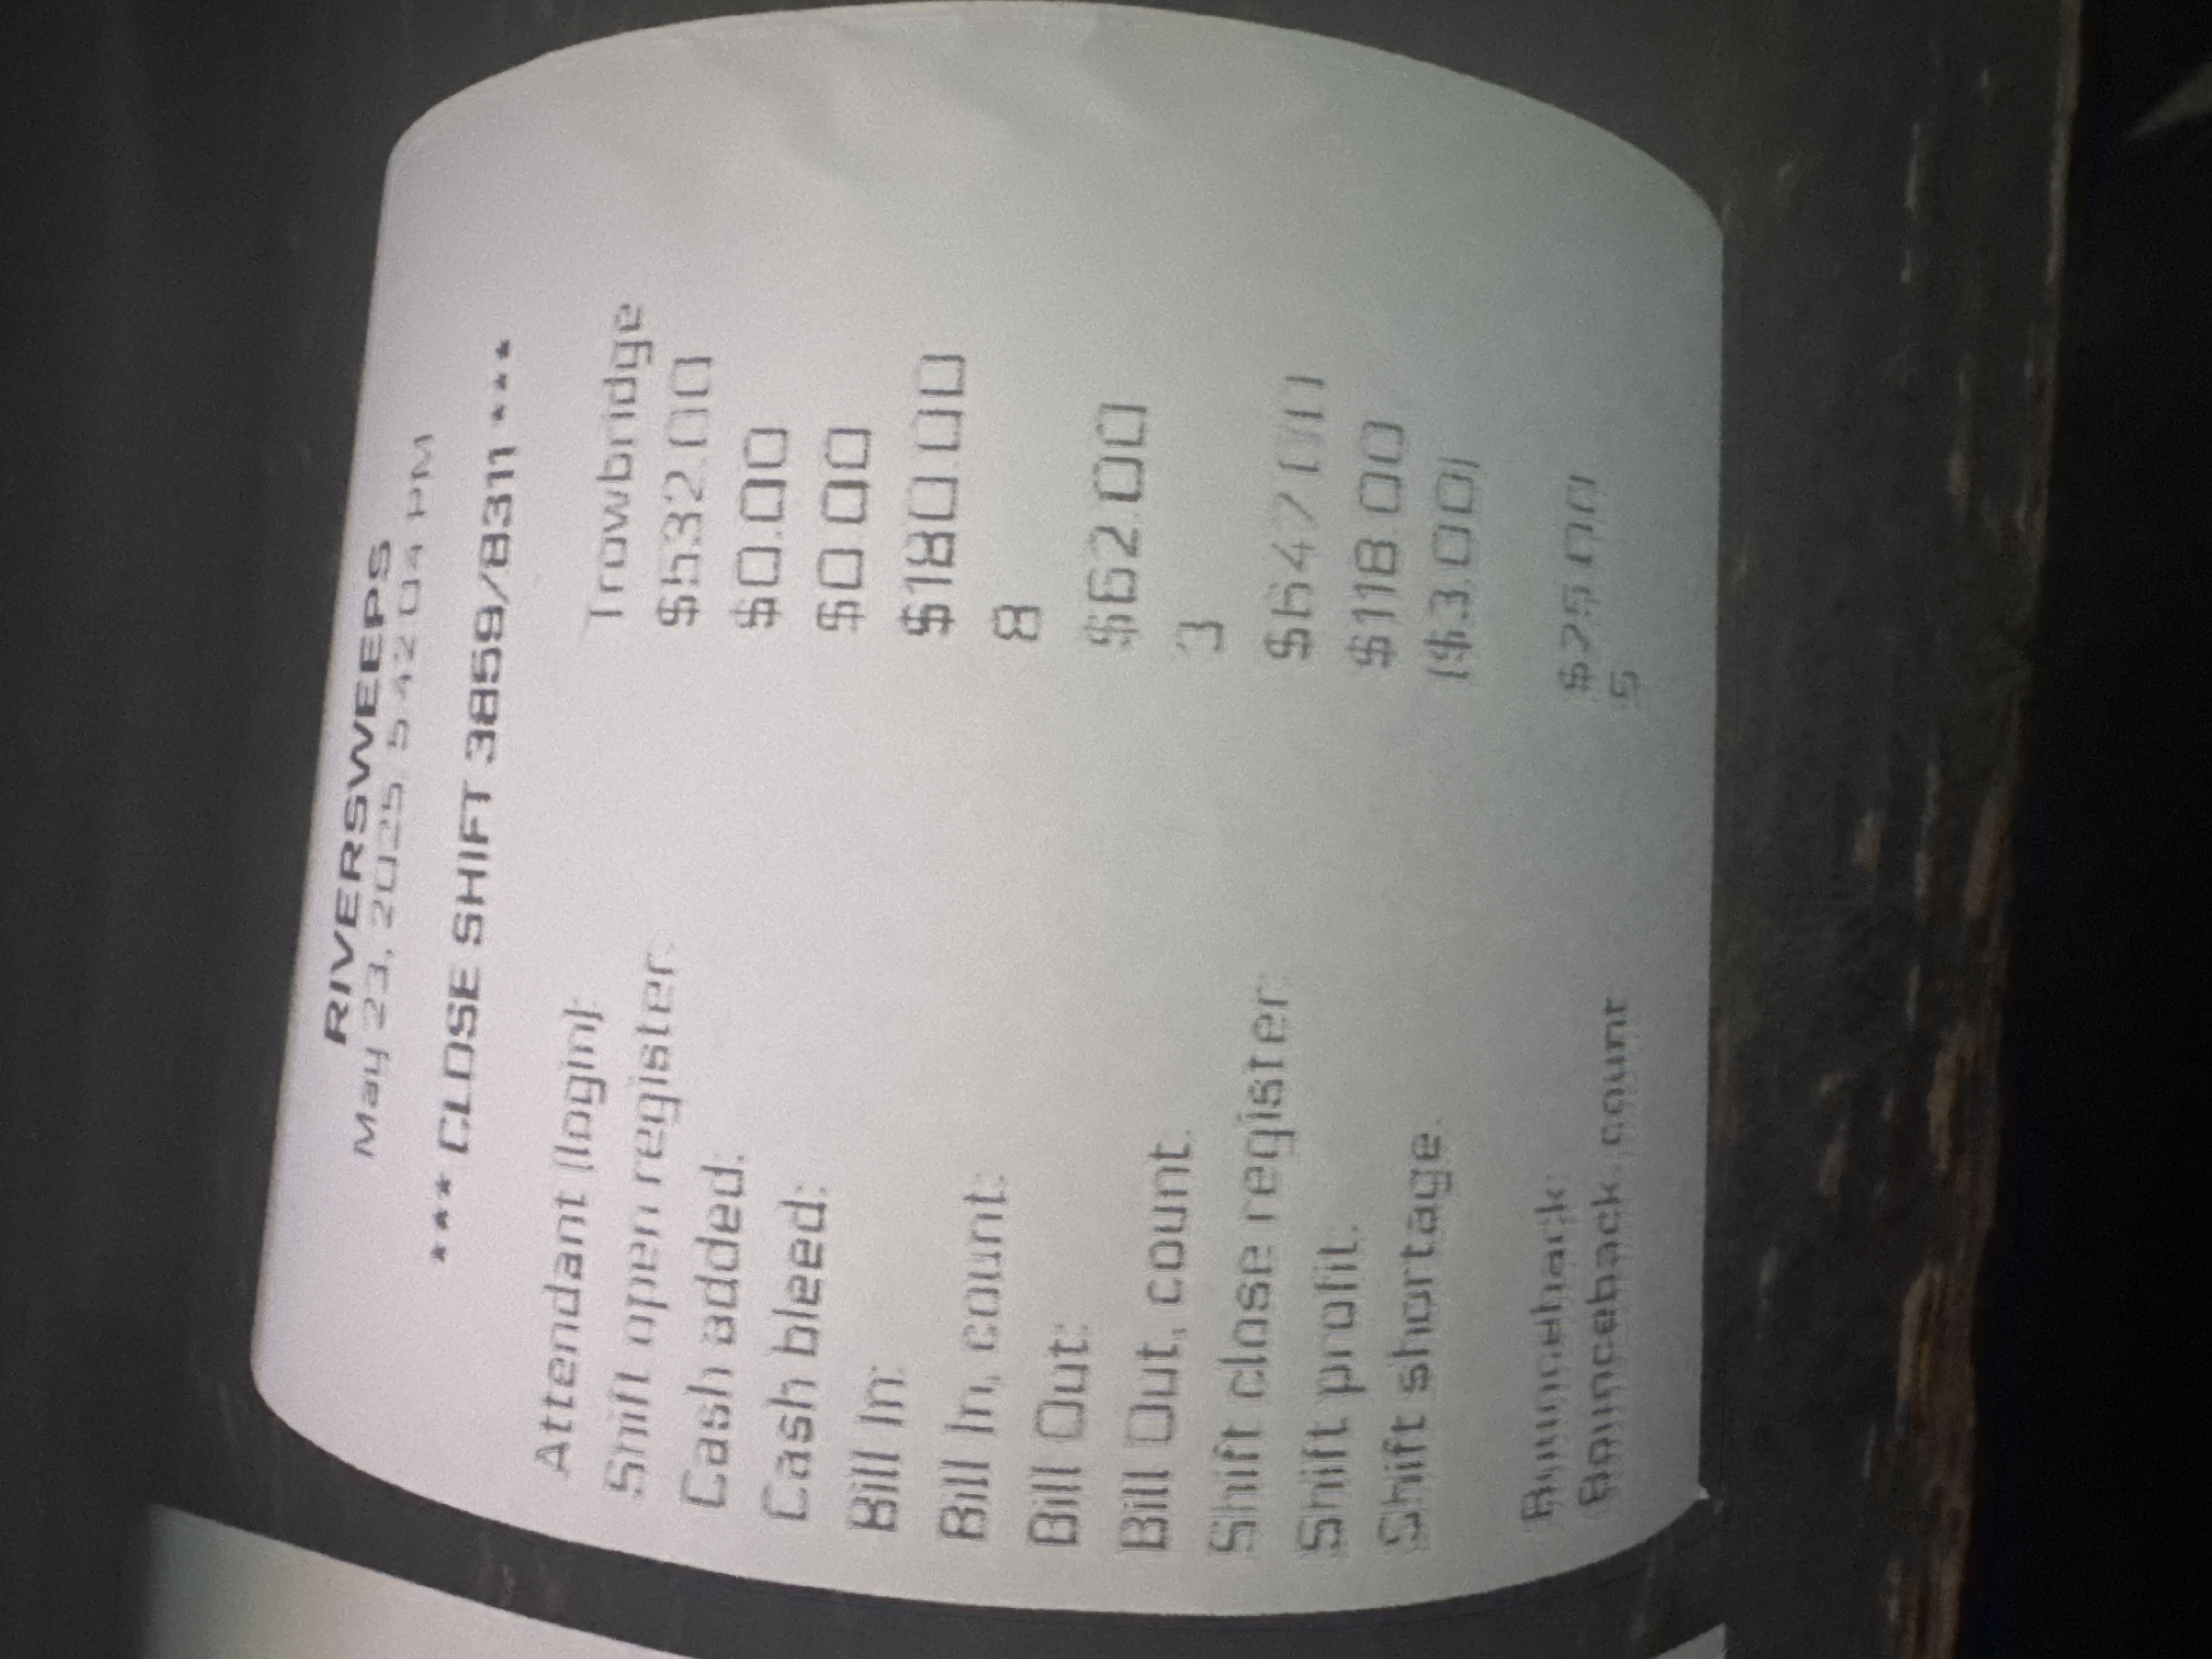 RIVERSWEEPS
May 23, 2025, 5:42:04 PM
*** CLOSE SHIFT 3859/8311 ***
Attendant (login): Trowbridge
Shift open register: $532.00
Cash added: $0.00
Cash bleed: $0.00
Bill In: $180.00
Bill In, count: 8
Bill Out: $62.00
Bill Out, count: 3
Shift close register: $647.00
Shift profit: $118.00
Shift shortage: ($3.00)
Bounceback: $25.00
Bounceback, count 5